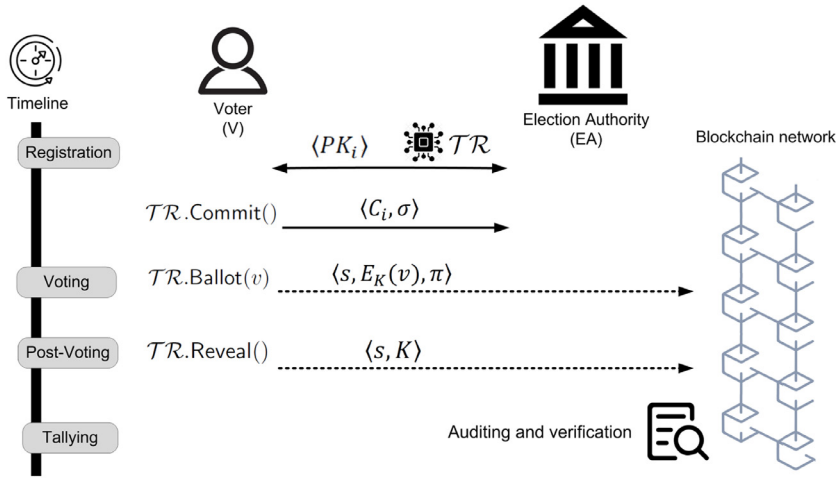 Timeline
Voter
(V)
Election Authority
(EA)
Blockchain network
Registration
⟨PK_i⟩ 𝒯ℛ
𝒯ℛ.Commit() ⟨C_i, σ⟩
Voting
𝒯ℛ.Ballot(v) ⟨s, E_K(v), π⟩
Post-Voting
𝒯ℛ.Reveal() ⟨s, K⟩
Tallying
Auditing and verification